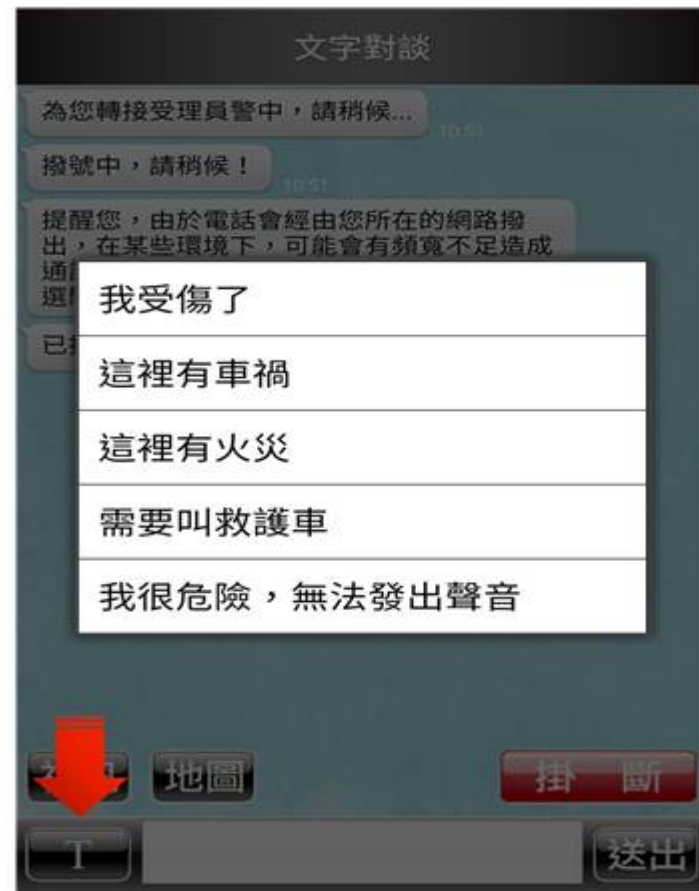 文字對談
為您轉接受理員警中，請稍候...
10:51
撥號中，請稍候！
10:51
提醒您，由於電話會經由您所在的網路撥
出，在某些環境下，可能會有頻寬不足造成
通
選
已
我受傷了
這裡有車禍
這裡有火災
需要叫救護車
我很危險，無法發出聲音
地圖
掛 斷
T
送出